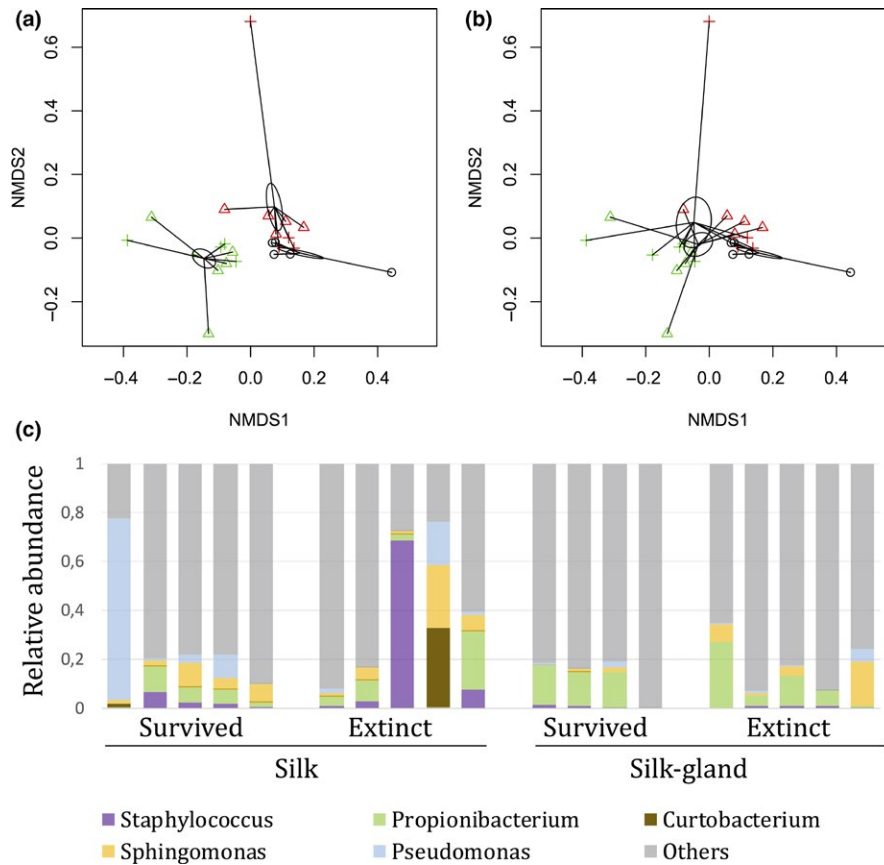 (a)
NMDS2
0.6
0.4
0.2
0.0
−0.2
−0.4 −0.2 0.0 0.2 0.4
NMDS1
(b)
NMDS2
0.6
0.4
0.2
0.0
−0.2
−0.4 −0.2 0.0 0.2 0.4
NMDS1
(c)
Relative abundance
1
0,8
0,6
0,4
0,2
0
Survived Extinct Survived Extinct
Silk Silk-gland
Staphylococcus Propionibacterium Curtobacterium
Sphingomonas Pseudomonas Others